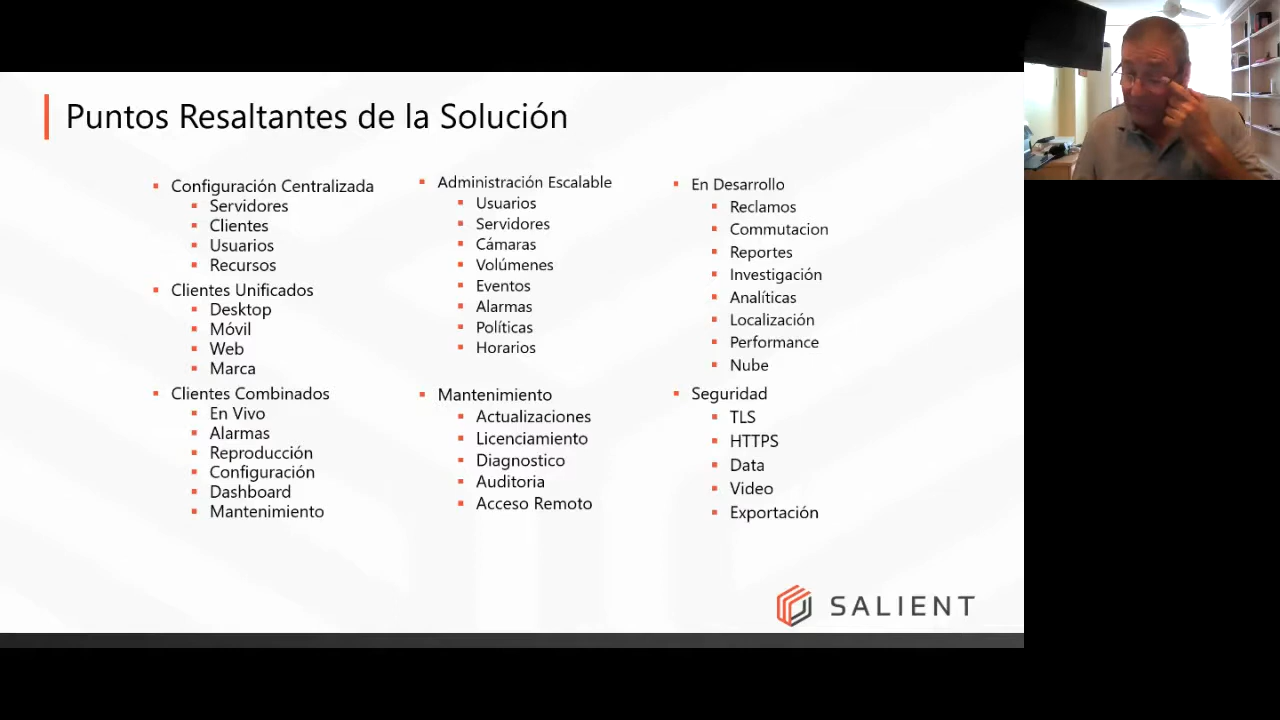 Puntos Resaltantes de la Solución
Configuración Centralizada
Servidores
Clientes
Usuarios
Recursos
Clientes Unificados
Desktop
Móvil
Web
Marca
Clientes Combinados
En Vivo
Alarmas
Reproducción
Configuración
Dashboard
Mantenimiento
Administración Escalable
Usuarios
Servidores
Cámaras
Volúmenes
Eventos
Alarmas
Políticas
Horarios
Mantenimiento
Actualizaciones
Licenciamiento
Diagnostico
Auditoria
Acceso Remoto
En Desarrollo
Reclamos
Commutacion
Reportes
Investigación
Analíticas
Localización
Performance
Nube
Seguridad
TLS
HTTPS
Data
Video
Exportación
SALIENT